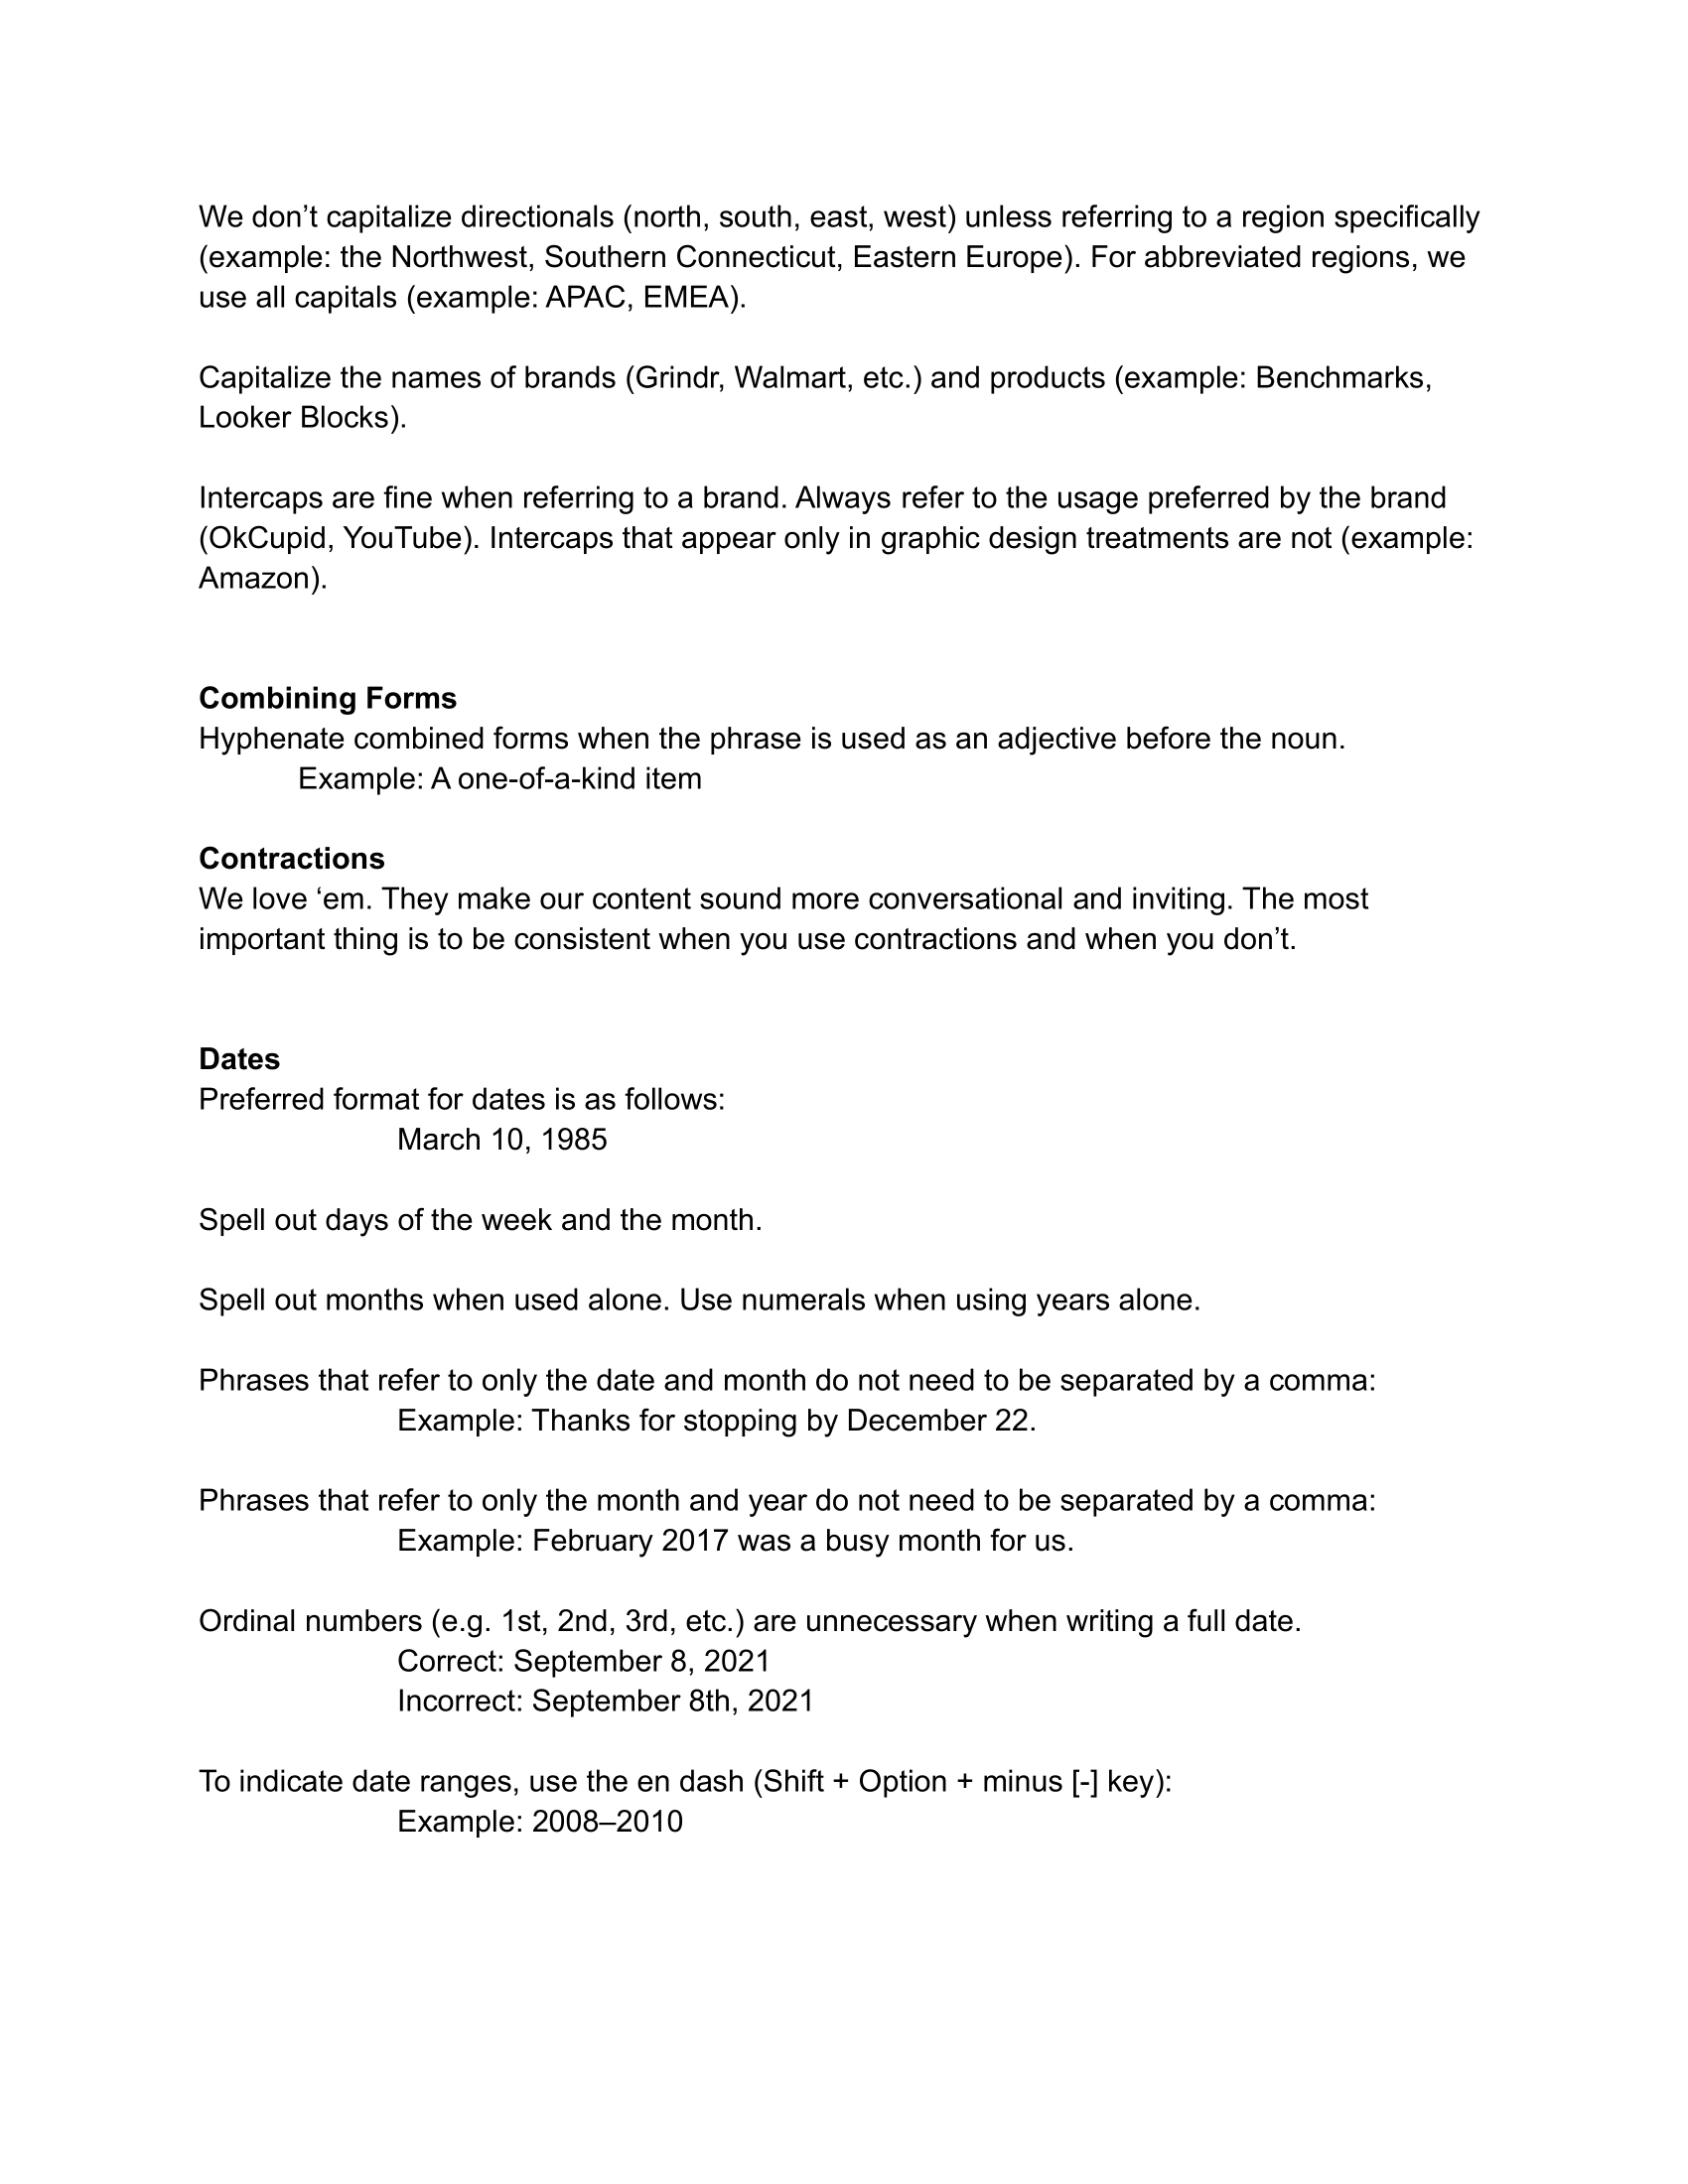 We don’t capitalize directionals (north, south, east, west) unless referring to a region specifically
(example: the Northwest, Southern Connecticut, Eastern Europe). For abbreviated regions, we
use all capitals (example: APAC, EMEA).
Capitalize the names of brands (Grindr, Walmart, etc.) and products (example: Benchmarks,
Looker Blocks).
Intercaps are fine when referring to a brand. Always refer to the usage preferred by the brand
(OkCupid, YouTube). Intercaps that appear only in graphic design treatments are not (example:
Amazon).
Combining Forms
Hyphenate combined forms when the phrase is used as an adjective before the noun.
Example: A one-of-a-kind item
Contractions
We love ‘em. They make our content sound more conversational and inviting. The most
important thing is to be consistent when you use contractions and when you don’t.
Dates
Preferred format for dates is as follows:
March 10, 1985
Spell out days of the week and the month.
Spell out months when used alone. Use numerals when using years alone.
Phrases that refer to only the date and month do not need to be separated by a comma:
Example: Thanks for stopping by December 22.
Phrases that refer to only the month and year do not need to be separated by a comma:
Example: February 2017 was a busy month for us.
Ordinal numbers (e.g. 1st, 2nd, 3rd, etc.) are unnecessary when writing a full date.
Correct: September 8, 2021
Incorrect: September 8th, 2021
To indicate date ranges, use the en dash (Shift + Option + minus [-] key):
Example: 2008–2010